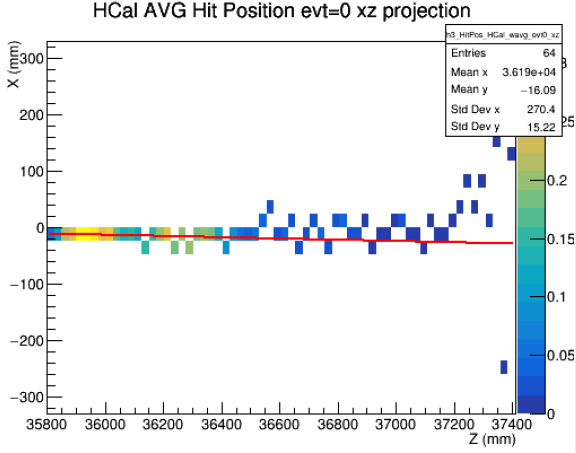 HCal AVG Hit Position evt=0 xz projection
h3_HitPos_HCal_wavg_evt0_xz
Entries 64
Mean x 3.619e+04
Mean y −16.09
Std Dev x 270.4
Std Dev y 15.22
X (mm)
300
200
100
0
−100
−200
−300
35800 36000 36200 36400 36600 36800 37000 37200 37400
Z (mm)
0.2
0.15
0.1
0.05
0